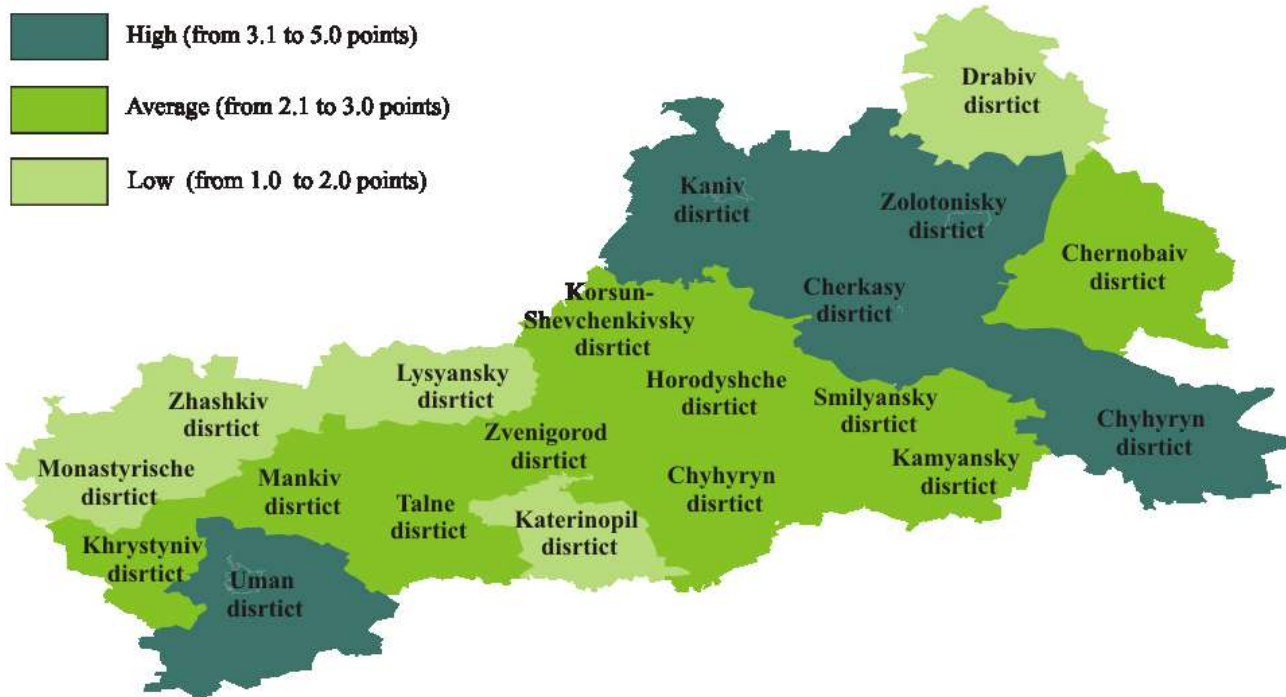 High (from 3.1 to 5.0 points)
Average (from 2.1 to 3.0 points)
Low (from 1.0 to 2.0 points)
Drabiv
disrtict
Kaniv
disrtict
Zolotonisky
disrtict
Chernobaiv
disrtict
Cherkasy
disrtict
Korsun-
Shevchenkivsky
disrtict
Lysyansky
disrtict
Horodyshche
disrtict
Zhashkiv
disrtict
Smilyansky
disrtict
Chyhyryn
disrtict
Zvenigorod
disrtict
Monastyrische
disrtict
Mankiv
disrtict
Kamyansky
disrtict
Chyhyryn
disrtict
Talne
disrtict
Katerinopil
disrtict
Khrystyniv
disrtict
Uman
disrtict